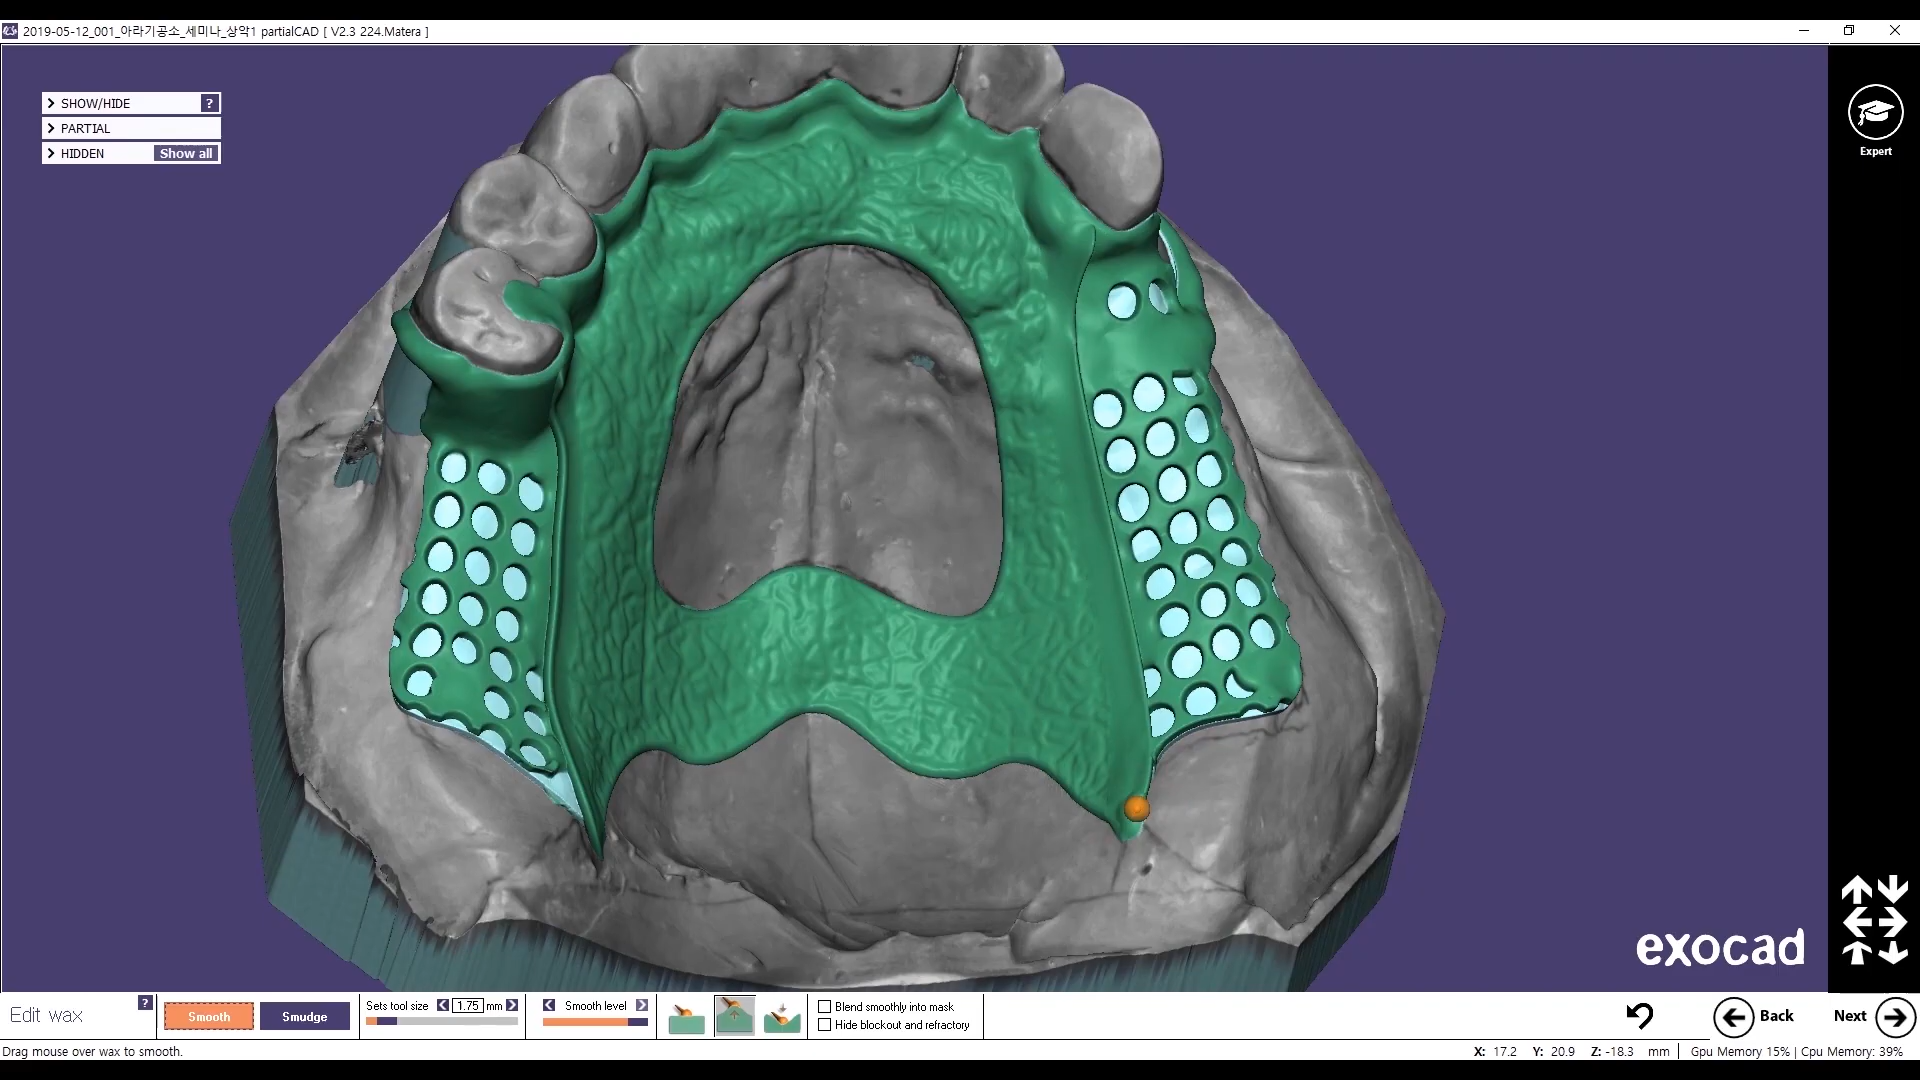 2019-05-12_001_아라기공소_세미나_상악1 partialCAD [ V2.3 224.Matera ]
SHOW/HIDE ?
PARTIAL
HIDDEN Show all
Expert
exocad
Edit wax ?
Smooth Smudge
Sets tool size 1.75 mm
Smooth level
Blend smoothly into mask
Hide blockout and refractory
Back Next
Drag mouse over wax to smooth.
X: 17.2 Y: 20.9 Z: -18.3 mm Gpu Memory 15% | Cpu Memory: 39%